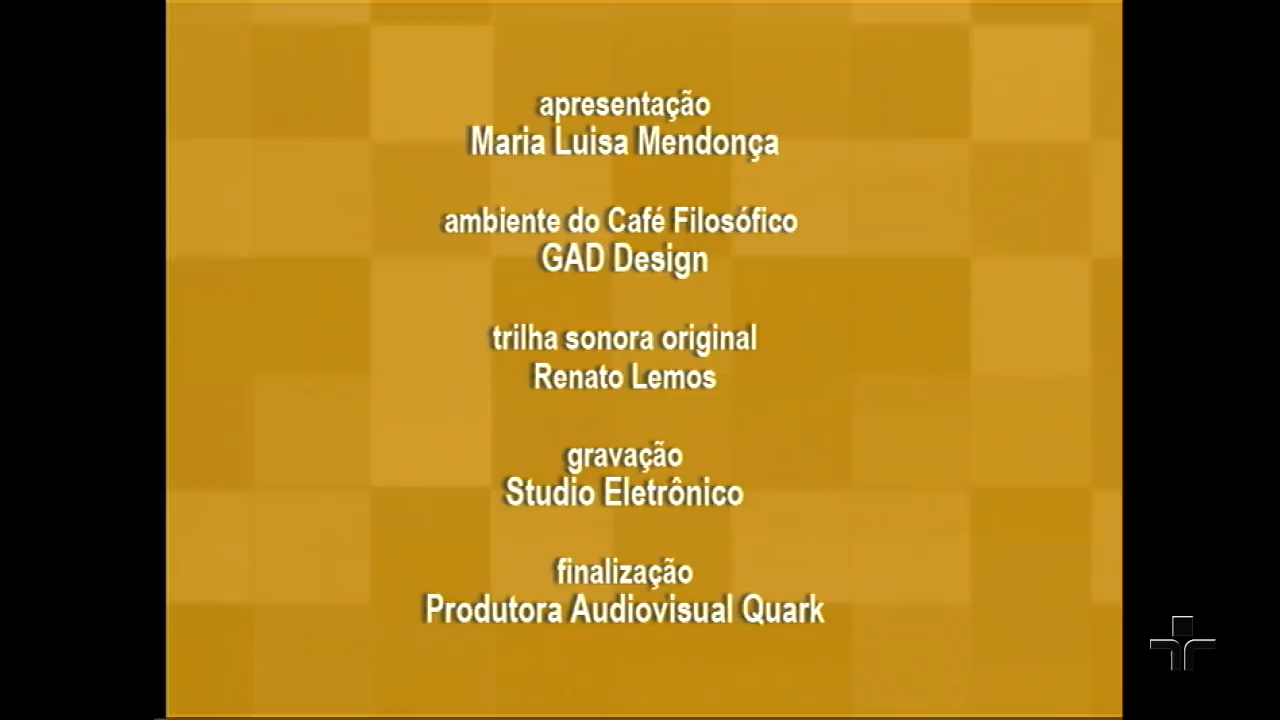 apresentação
Maria Luisa Mendonça
ambiente do Café Filosófico
GAD Design
trilha sonora original
Renato Lemos
gravação
Studio Eletrônico
finalização
Produtora Audiovisual Quark